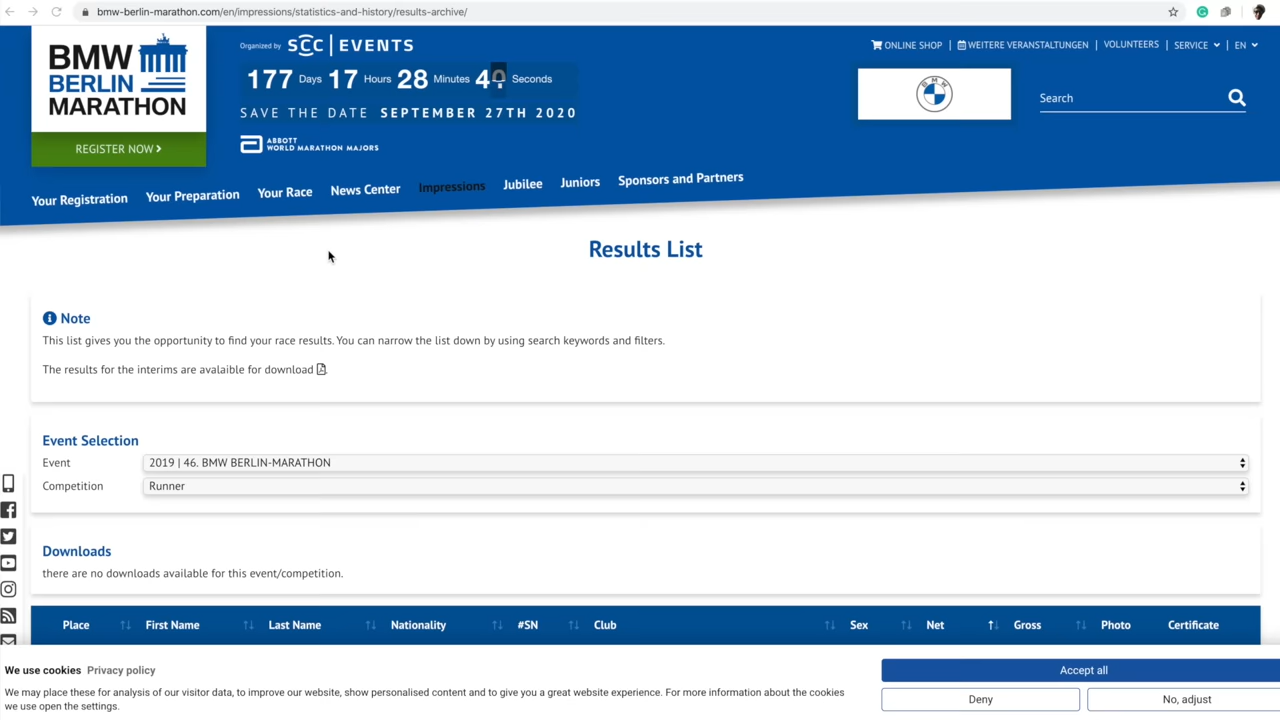 bmw-berlin-marathon.com/en/impressions/statistics-and-history/results-archive/
BMW
BERLIN
MARATHON
REGISTER NOW
Organized by SCC EVENTS
177 Days 17 Hours 28 Minutes Seconds
SAVE THE DATE SEPTEMBER 27TH 2020
ABBOTT
WORLD MARATHON MAJORS
ONLINE SHOP | WEITERE VERANSTALTUNGEN | VOLUNTEERS | SERVICE | EN
BMW
Search
Your Registration Your Preparation Your Race News Center Impressions Jubilee Juniors Sponsors and Partners
Results List
Note
This list gives you the opportunity to find your race results. You can narrow the list down by using search keywords and filters.
The results for the interims are avalaible for download
Event Selection
Event 2019 | 46. BMW BERLIN-MARATHON
Competition Runner
Downloads
there are no downloads available for this event/competition.
Place First Name Last Name Nationality #SN Club Sex Net Gross Photo Certificate
We use cookies Privacy policy
We may place these for analysis of our visitor data, to improve our website, show personalised content and to give you a great website experience. For more information about the cookies
we use open the settings.
Accept all
Deny No, adjust